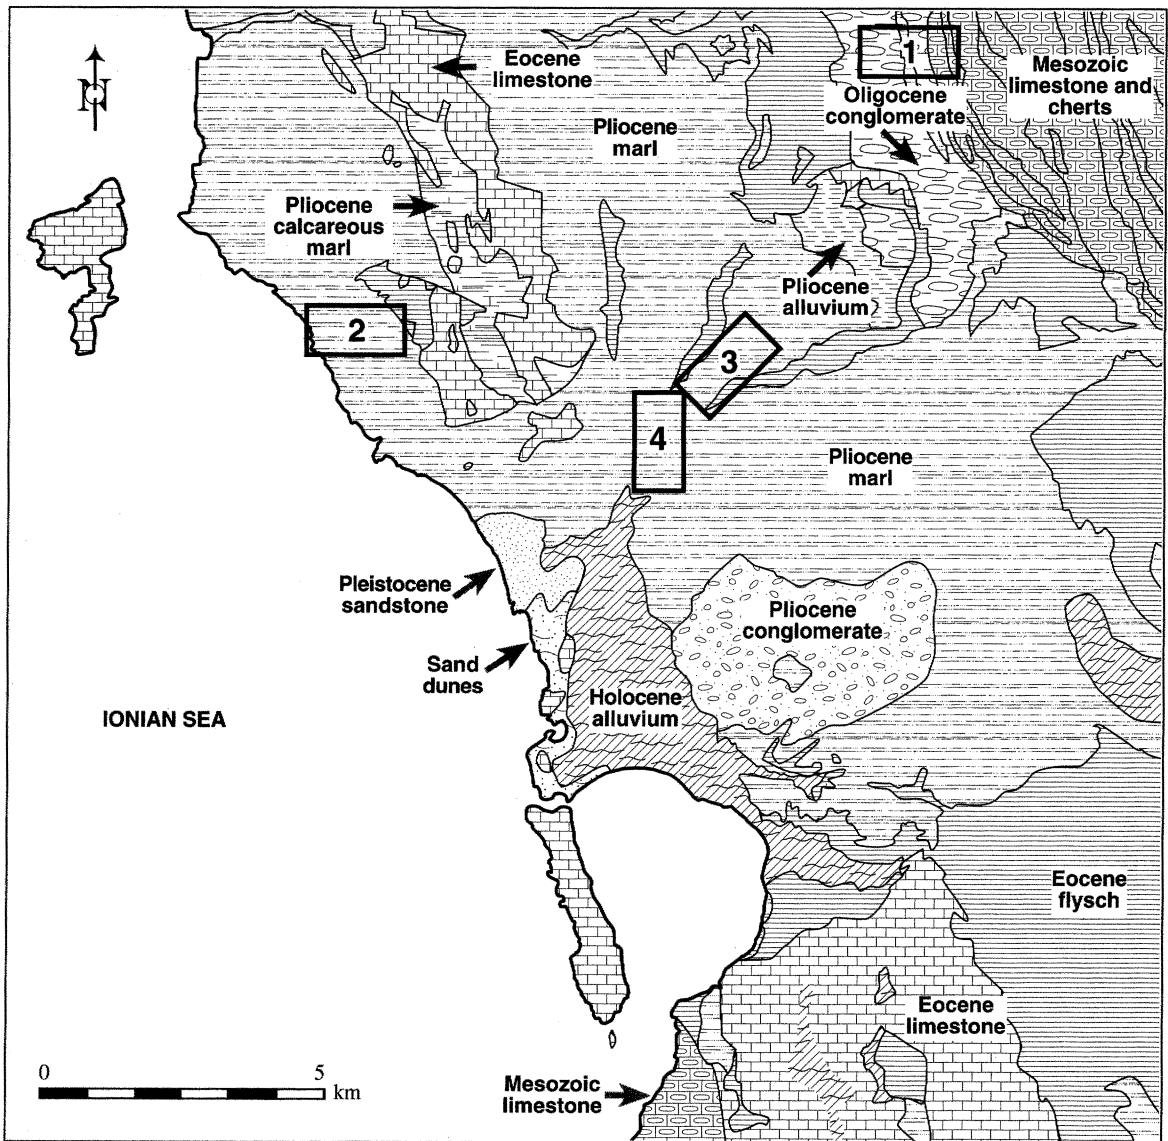 1
Mesozoic
limestone and
cherts
Eocene
limestone
Oligocene
conglomerate
N
Pliocene
marl
Pliocene
calcareous
marl
Pliocene
alluvium
2
3
4
Pliocene
marl
Pleistocene
sandstone
Pliocene
conglomerate
Sand
dunes
Holocene
alluvium
IONIAN SEA
Eocene
flysch
Eocene
limestone
0 5
km
Mesozoic
limestone